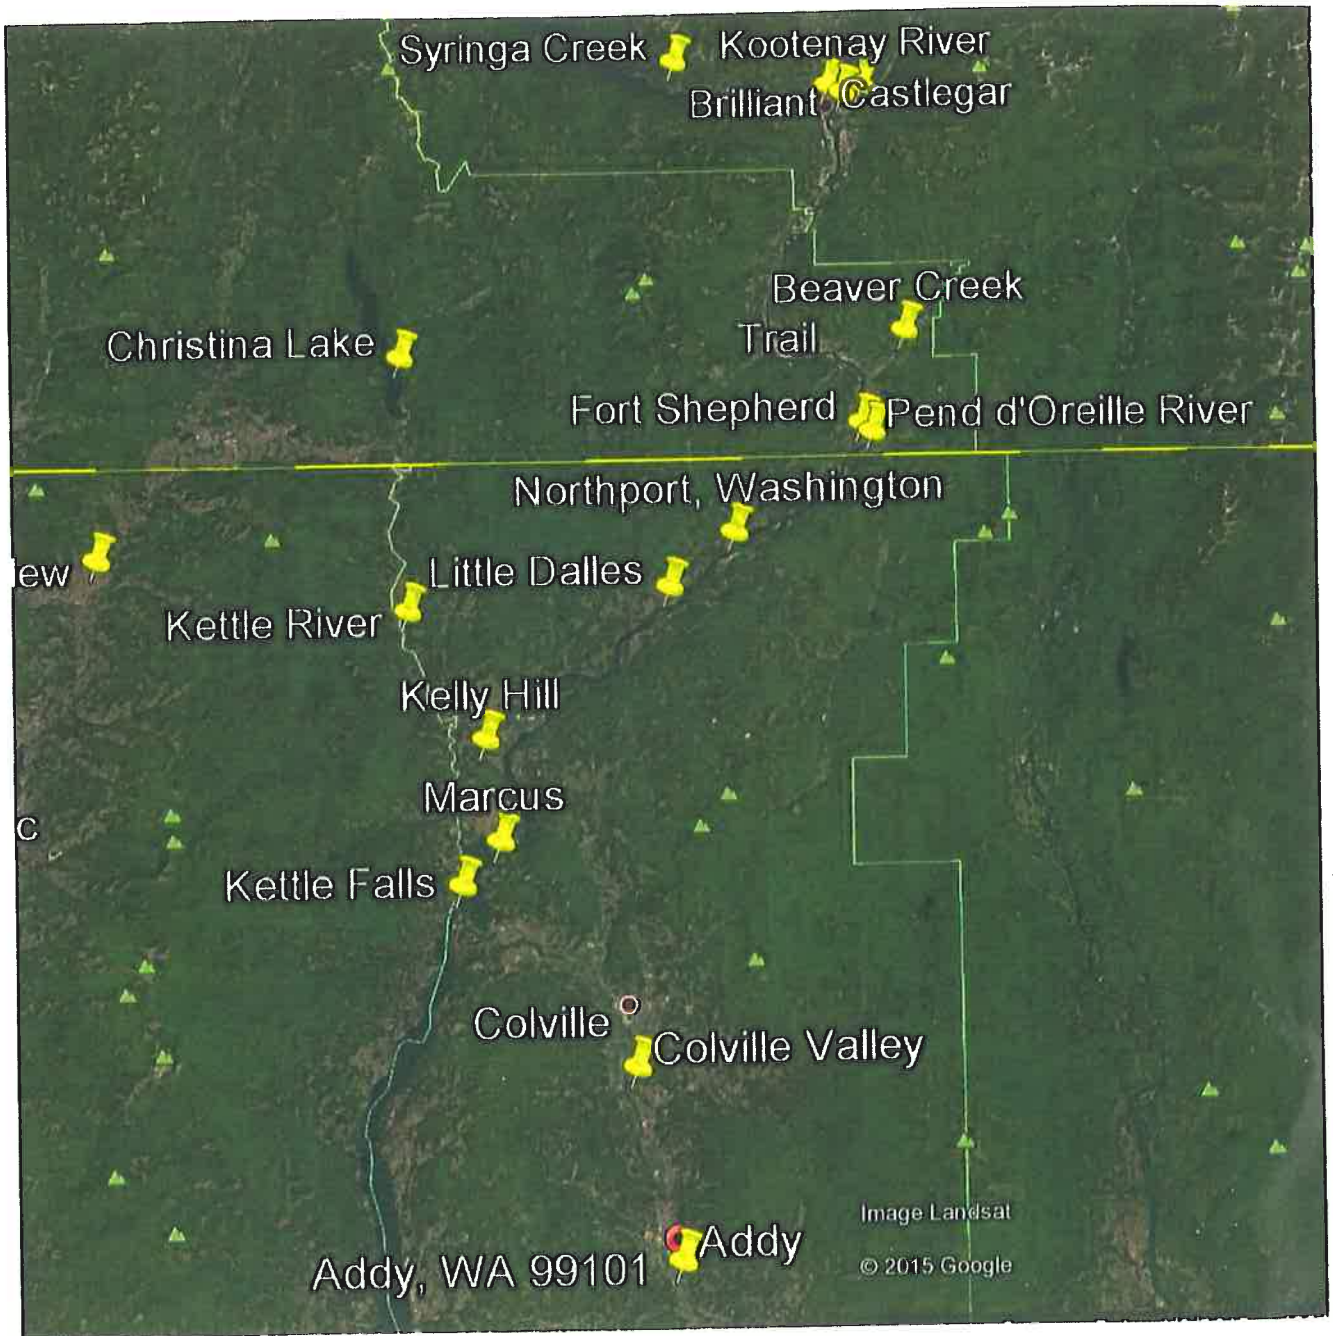 Syringa Creek
Kootenay River
Brilliant
Castlegar
Beaver Creek
Christina Lake
Trail
Fort Shepherd
Pend d'Oreille River
Northport, Washington
iew
Little Dalles
Kettle River
Kelly Hill
Marcus
C
Kettle Falls
Colville
Colville Valley
Image Landsat
Addy
Addy, WA 99101
© 2015 Google